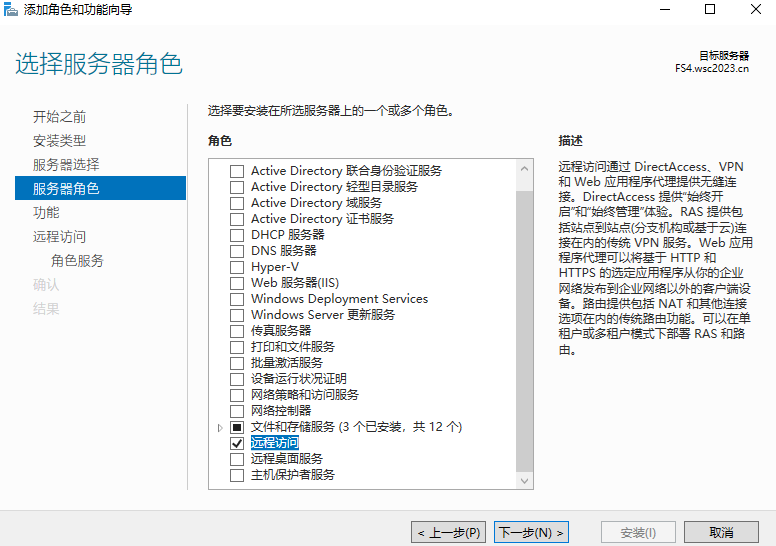 添加角色和功能向导
选择服务器角色
目标服务器
FS4.wsc2023.cn
开始之前
安装类型
服务器选择
服务器角色
功能
远程访问
角色服务
确认
结果
选择要安装在所选服务器上的一个或多个角色。
角色
Active Directory 联合身份验证服务
Active Directory 轻型目录服务
Active Directory 域服务
Active Directory 证书服务
DHCP 服务器
DNS 服务器
Hyper-V
Web 服务器(IIS)
Windows Deployment Services
Windows Server 更新服务
传真服务器
打印和文件服务
批量激活服务
设备运行状况证明
网络策略和访问服务
网络控制器
文件和存储服务 (3 个已安装，共 12 个)
远程访问
远程桌面服务
主机保护者服务
描述
远程访问通过 DirectAccess、VPN
和 Web 应用程序代理提供无缝连
接。DirectAccess 提供“始终开
启”和“始终管理”体验。RAS 提供包
括站点到站点(分支机构或基于云)连
接在内的传统 VPN 服务。Web 应用
程序代理可以将基于 HTTP 和
HTTPS 的选定应用程序从你的企业
网络发布到企业网络以外的客户端设
备。路由提供包括 NAT 和其他连接
选项在内的传统路由功能。可以在单
租户或多租户模式下部署 RAS 和路
由。
< 上一步(P)
下一步(N) >
安装(I)
取消